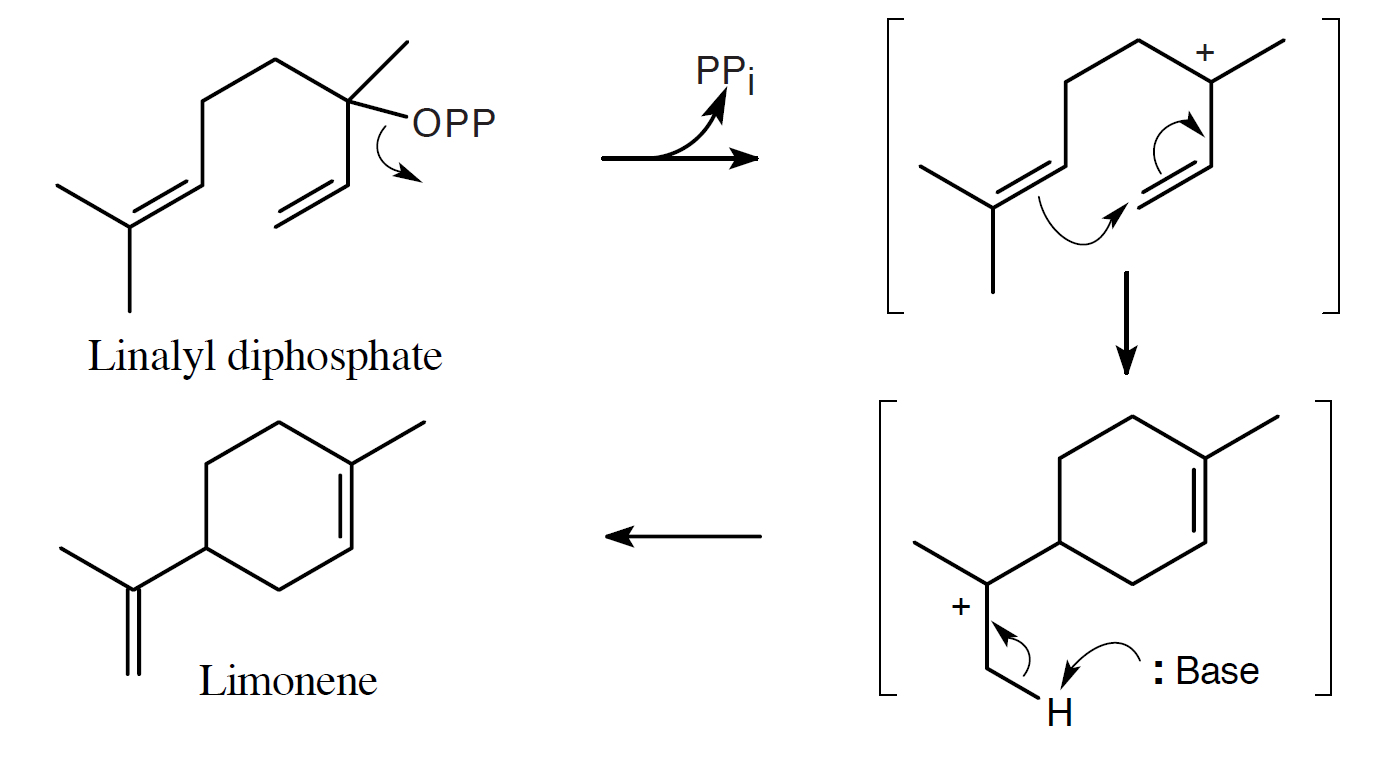 PPi
+
OPP
Linalyl diphosphate
+
: Base
H
Limonene